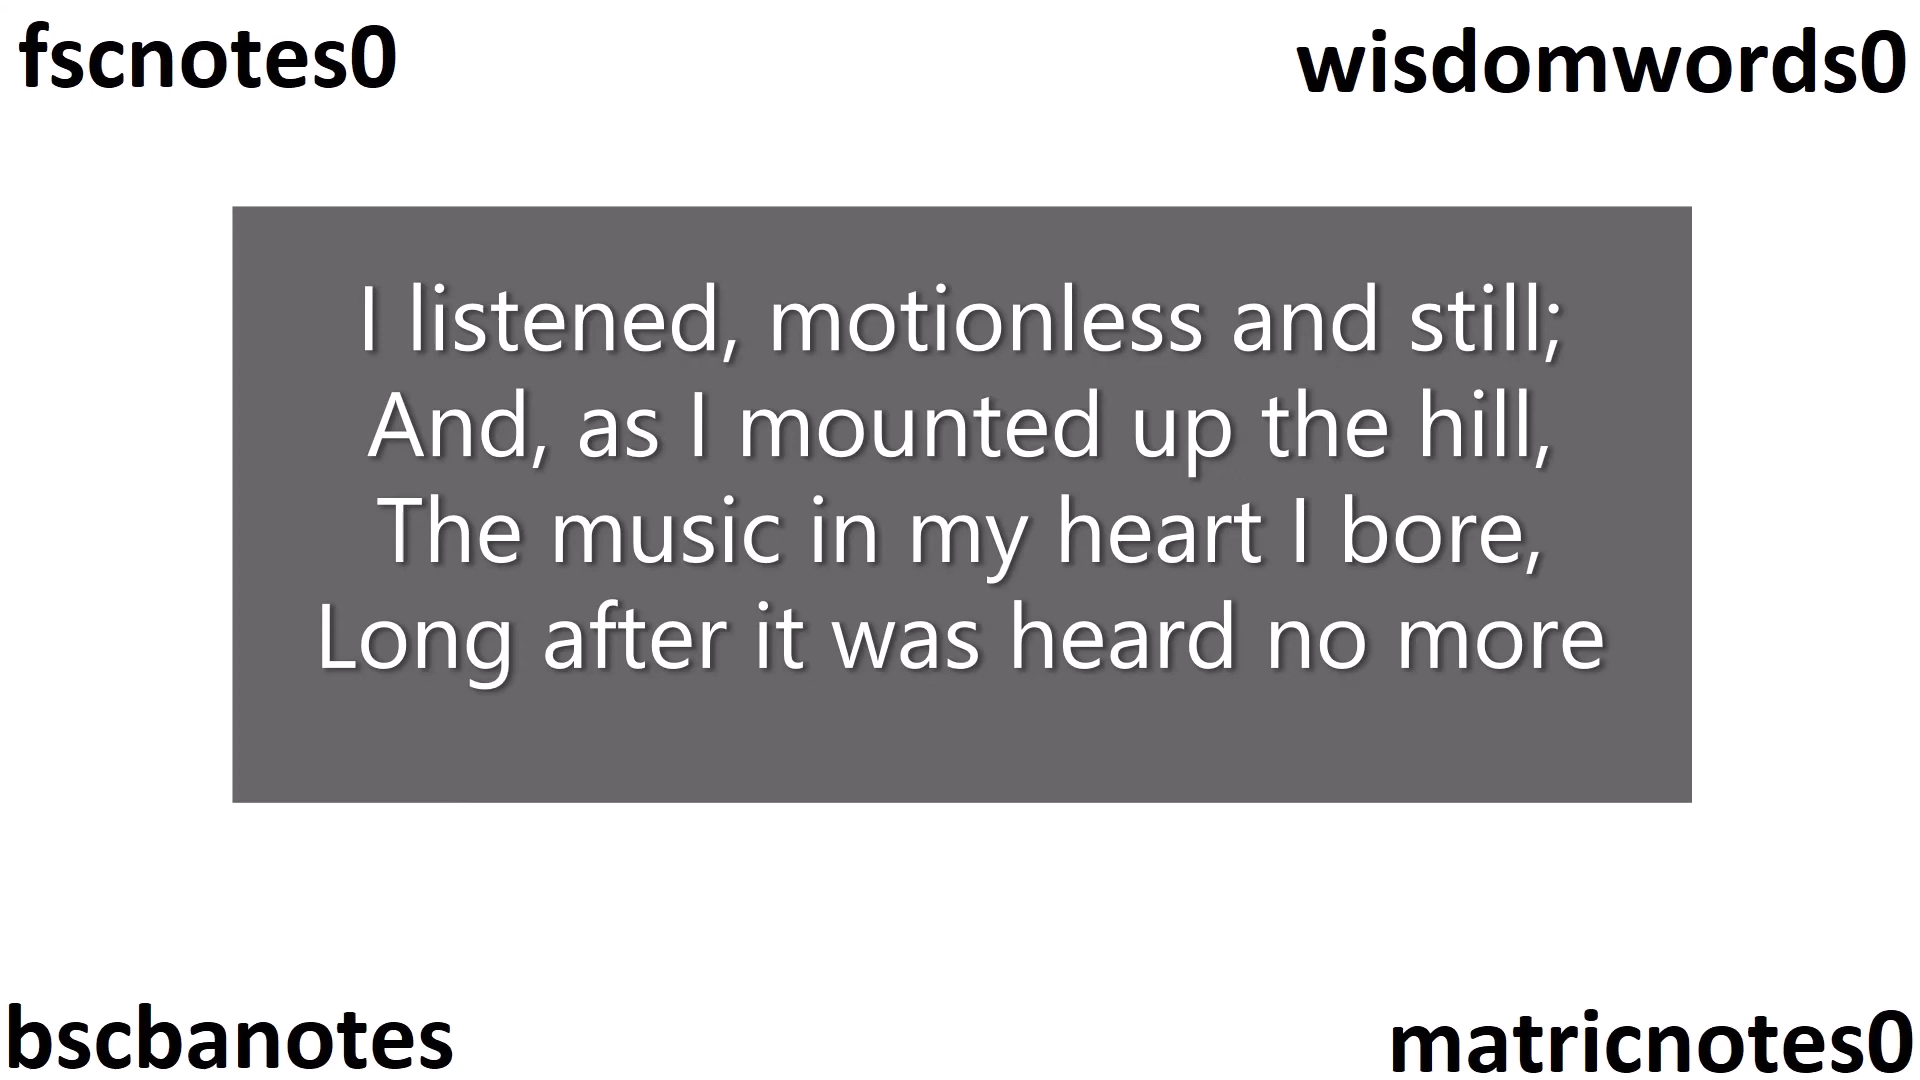 fscnotes0
wisdomwords0
I listened, motionless and still;
And, as I mounted up the hill,
The music in my heart I bore,
Long after it was heard no more
bscbanotes
matricnotes0